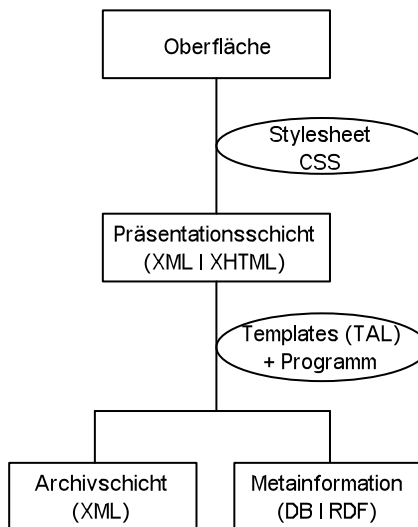 Oberfläche
Stylesheet
CSS
Präsentationsschicht
(XML | XHTML)
Templates (TAL)
+ Programm
Archivschicht
(XML)
Metainformation
(DB | RDF)